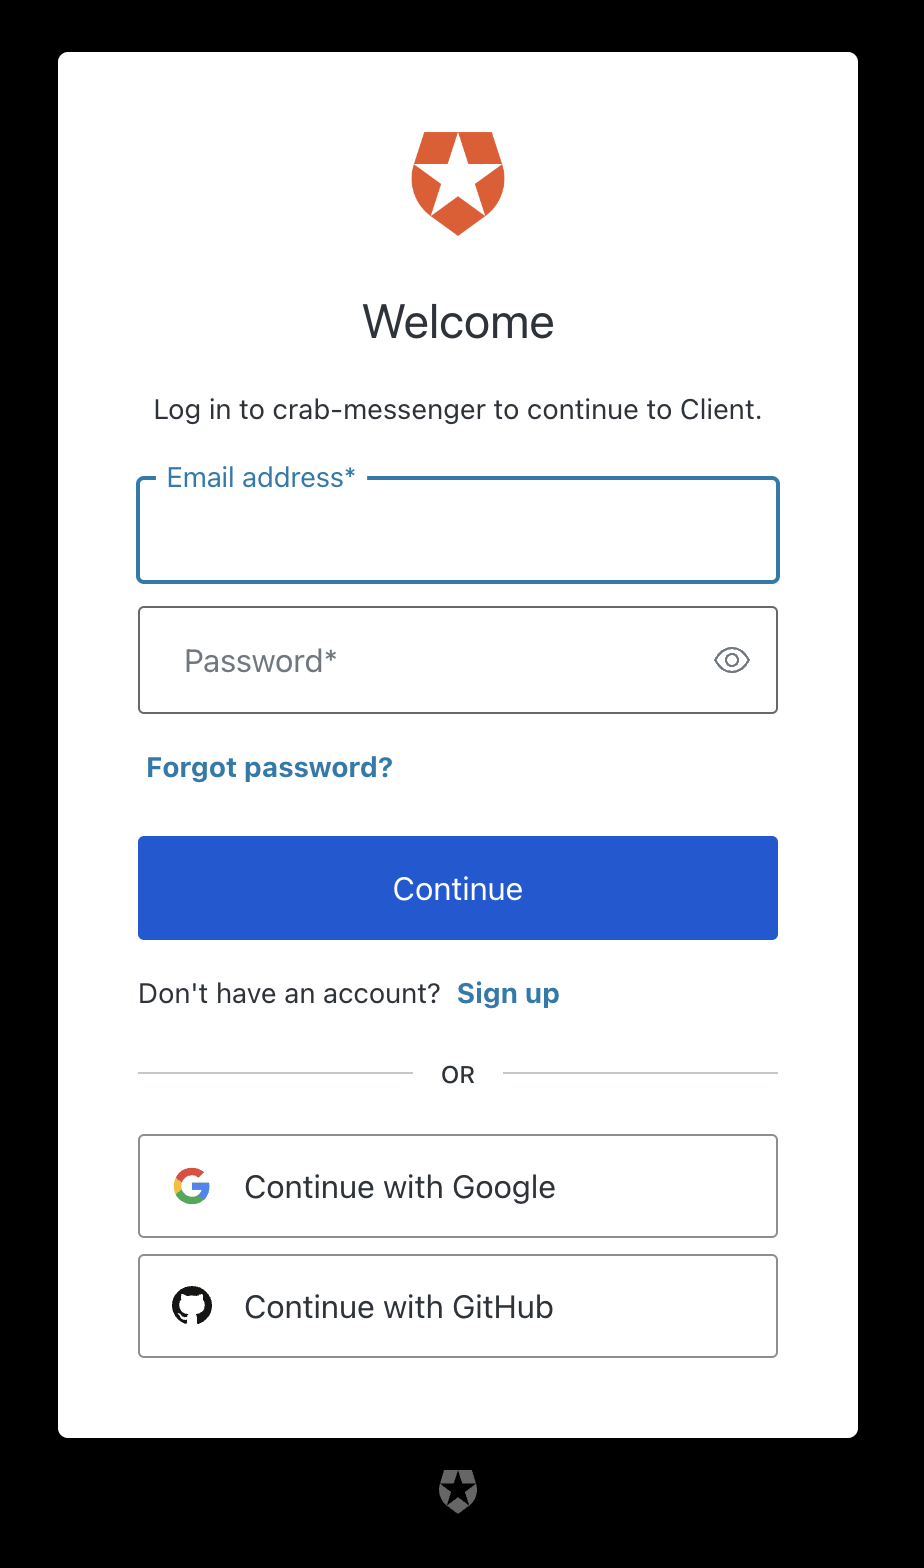 Welcome
Log in to crab-messenger to continue to Client.
Email address*
Password*
Forgot password?
Continue
Don't have an account? Sign up
OR
Continue with Google
Continue with GitHub